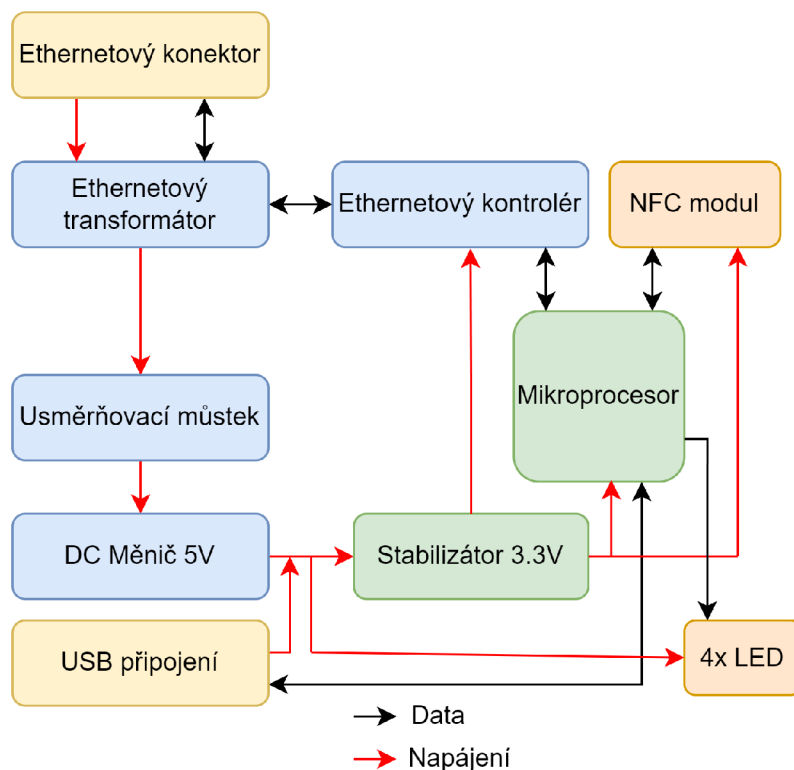 Ethernetový konektor
Ethernetový
transformátor
Ethernetový kontrolér
NFC modul
Mikroprocesor
Usměrňovací můstek
DC Měnič 5V
Stabilizátor 3.3V
USB připojení
4x LED
Data
Napájení